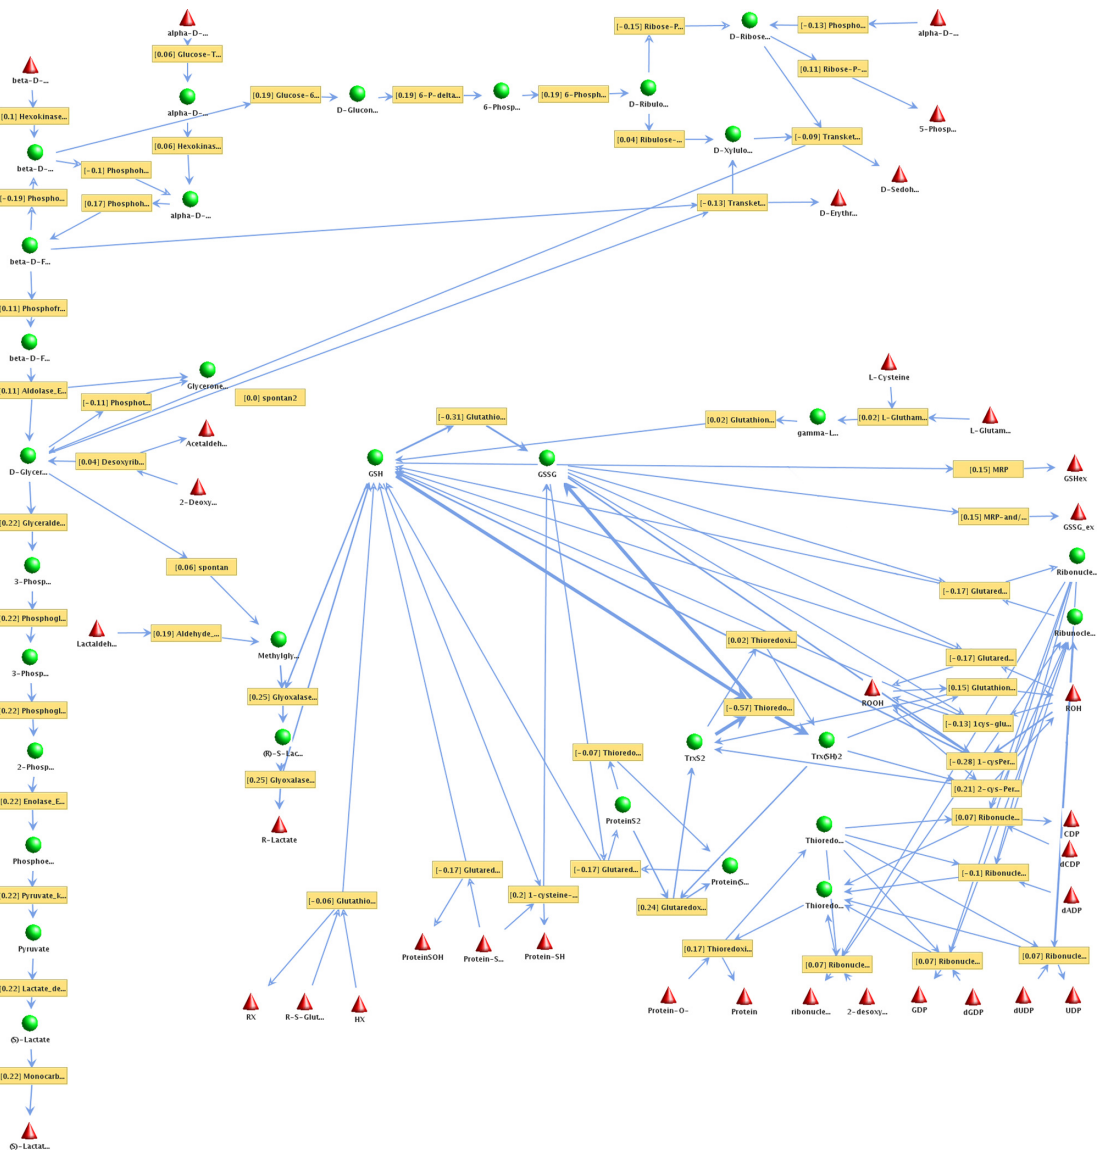 alpha-D-...
[0.06] Glucose-T...
beta-D-...
[0.1] Hexokinase...
alpha-D-...
[0.06] Hexokinas...
beta-D-...
[-0.1] Phosphoh...
[-0.19] Phospho...
[0.17] Phosphoh...
alpha-D-...
beta-D-F...
[0.19] Glucose-6...
D-Glucon...
[0.19] 6-P-delta...
6-Phosp...
[0.19] 6-Phosph...
D-Ribulo...
[-0.15] Ribose-P...
D-Ribose...
[-0.13] Phospho...
alpha-D-...
[0.11] Ribose-P-...
5-Phosp...
[0.04] Ribulose-...
D-Xylulo...
[-0.09] Transket...
D-Sedoh...
[-0.13] Transket...
D-Erythr...
[0.11] Phosphofr...
beta-D-F...
[0.11] Aldolase_E...
Glycerone...
[-0.11] Phosphot...
[0.0] spontan2
Acetaldeh...
D-Glycer...
[0.04] Desoxyrib...
2-Deoxy...
[0.22] Glyceralde...
3-Phosp...
[0.06] spontan
[0.22] Phosphogl...
Lactaldeh...
[0.19] Aldehyde_...
Methylgly...
3-Phosp...
[0.25] Glyoxalase...
[0.22] Phosphogl...
(R)-S-Lac...
2-Phosp...
[0.25] Glyoxalase...
[0.22] Enolase_E...
R-Lactate
Phosphoe...
[0.22] Pyruvate_k...
Pyruvate
[0.22] Lactate_de...
(S)-Lactate
[0.22] Monocarb...
(S)-Lactat...
L-Cysteine
[-0.31] Glutathio...
[0.02] Glutathion...
gamma-L...
[0.02] L-Glutham...
L-Glutam...
GSH
GSSG
[0.15] MRP
GSHex
[0.15] MRP-and/...
GSSG_ex
Ribonucle...
[-0.17] Glutared...
Ribunocle...
[0.02] Thioredoxi...
[-0.17] Glutared...
[0.15] Glutathion...
ROOH
ROH
[-0.57] Thioredo...
[-0.13] 1cys-glu...
TrxS2
Trx(SH)2
[-0.28] 1-cysPer...
[-0.07] Thioredo...
[0.21] 2-cys-Per...
ProteinS2
[0.07] Ribonucle...
CDP
Thioredo...
dCDP
[-0.17] Glutared...
[0.2] 1-cysteine-...
[-0.17] Glutared...
Protein(S...
[-0.1] Ribonucle...
dADP
[-0.06] Glutathio...
[0.24] Glutaredox...
Thioredo...
ProteinSOH
Protein-S...
Protein-SH
[0.17] Thioredoxi...
[0.07] Ribonucle...
[0.07] Ribonucle...
[0.07] Ribonucle...
RX
R-S-Glut...
HX
Protein-O-
Protein
ribonucle...
2-desoxy...
GDP
dGDP
dUDP
UDP